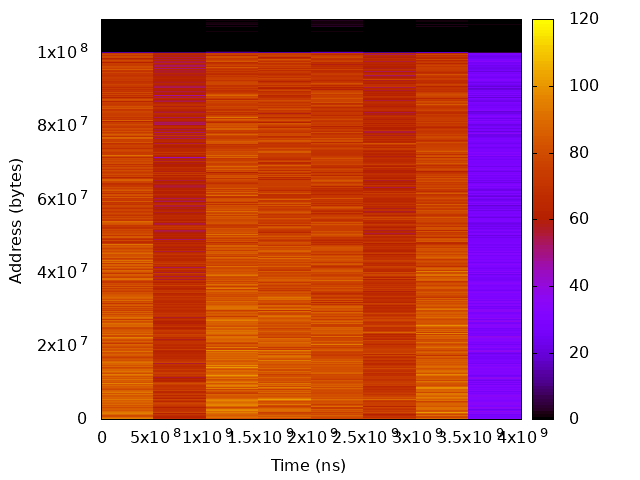 1x10^8
8x10^7
6x10^7
4x10^7
2x10^7
0
Address (bytes)
0 5x10^8 1x10^9 1.5x10^9 2x10^9 2.5x10^9 3x10^9 3.5x10^9 4x10^9
Time (ns)
120
100
80
60
40
20
0